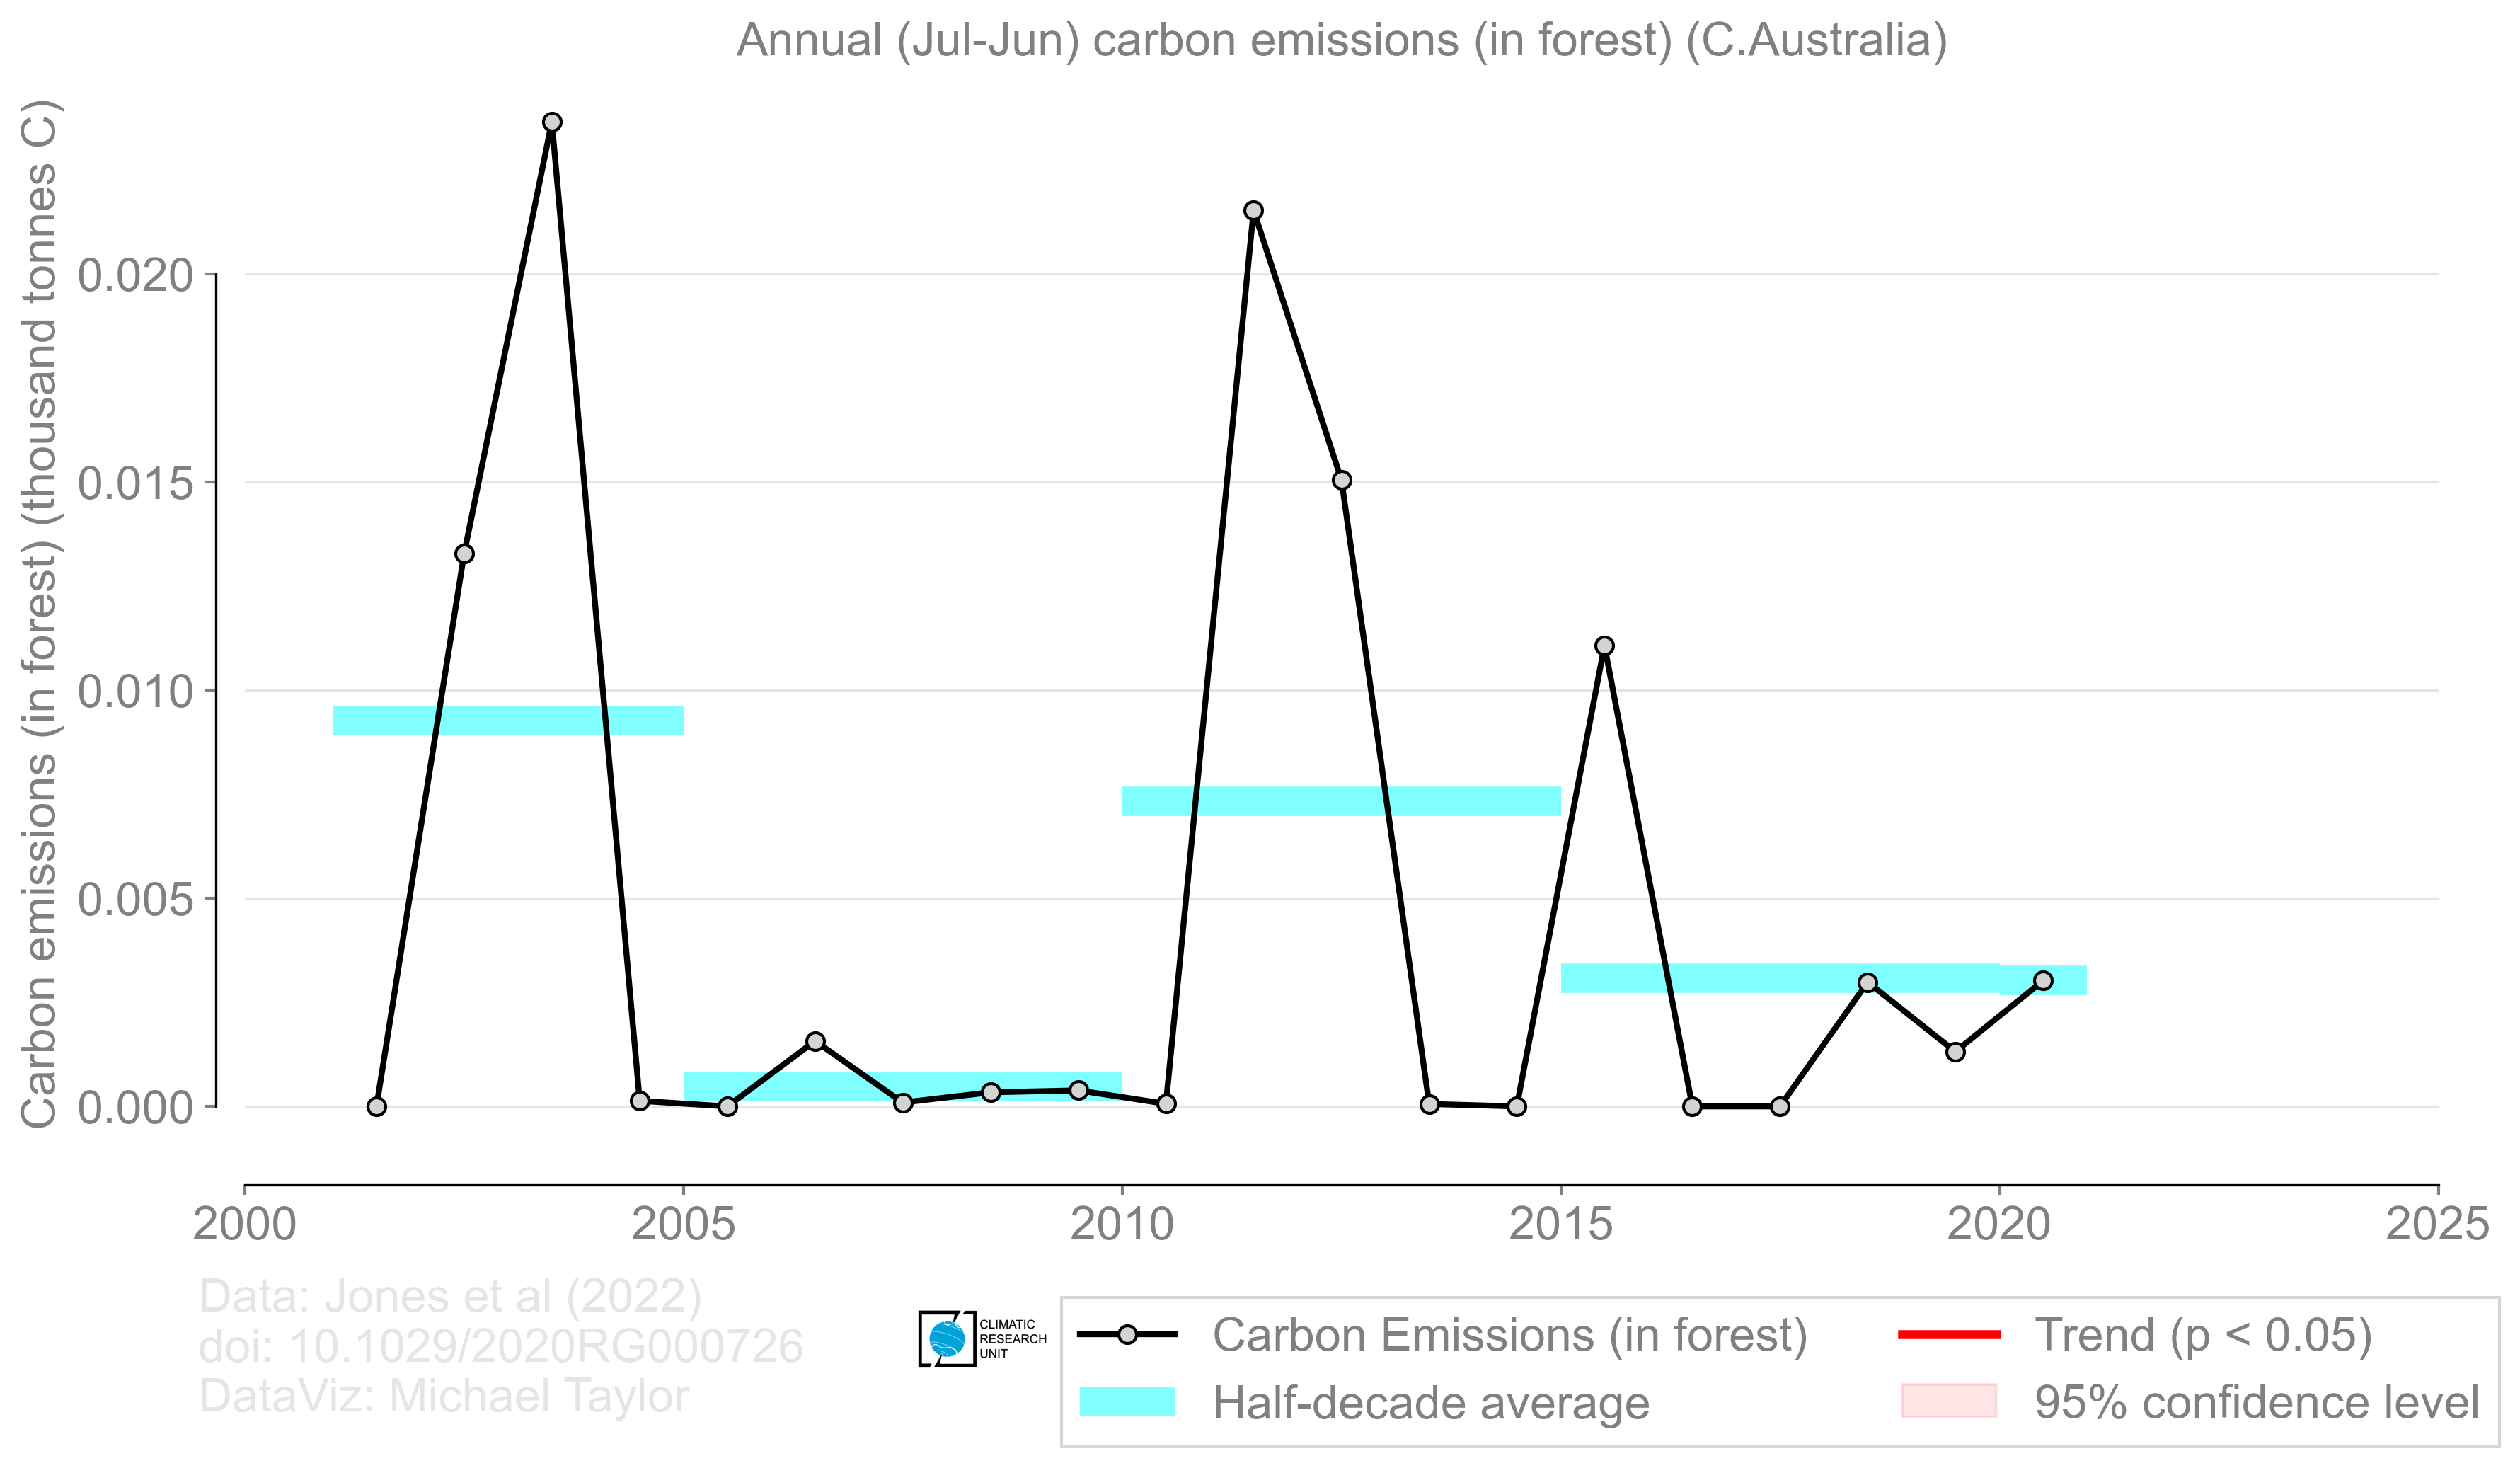 Annual (Jul-Jun) carbon emissions (in forest) (C.Australia)
Carbon emissions (in forest) (thousand tonnes C)
0.020
0.015
0.010
0.005
0.000
2000 2005 2010 2015 2020 2025
Data: Jones et al (2022)
doi: 10.1029/2020RG000726
DataViz: Michael Taylor
CLIMATIC
RESEARCH
UNIT
Carbon Emissions (in forest)
Half-decade average
Trend (p < 0.05)
95% confidence level